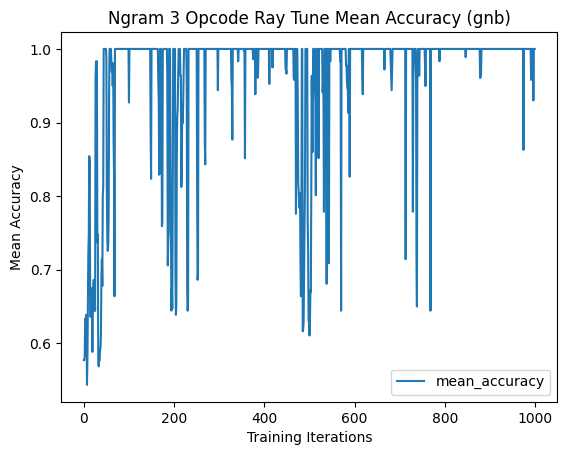 Ngram 3 Opcode Ray Tune Mean Accuracy (gnb)
1.0
0.9
0.8
0.7
0.6
Mean Accuracy
mean_accuracy
0 200 400 600 800 1000
Training Iterations